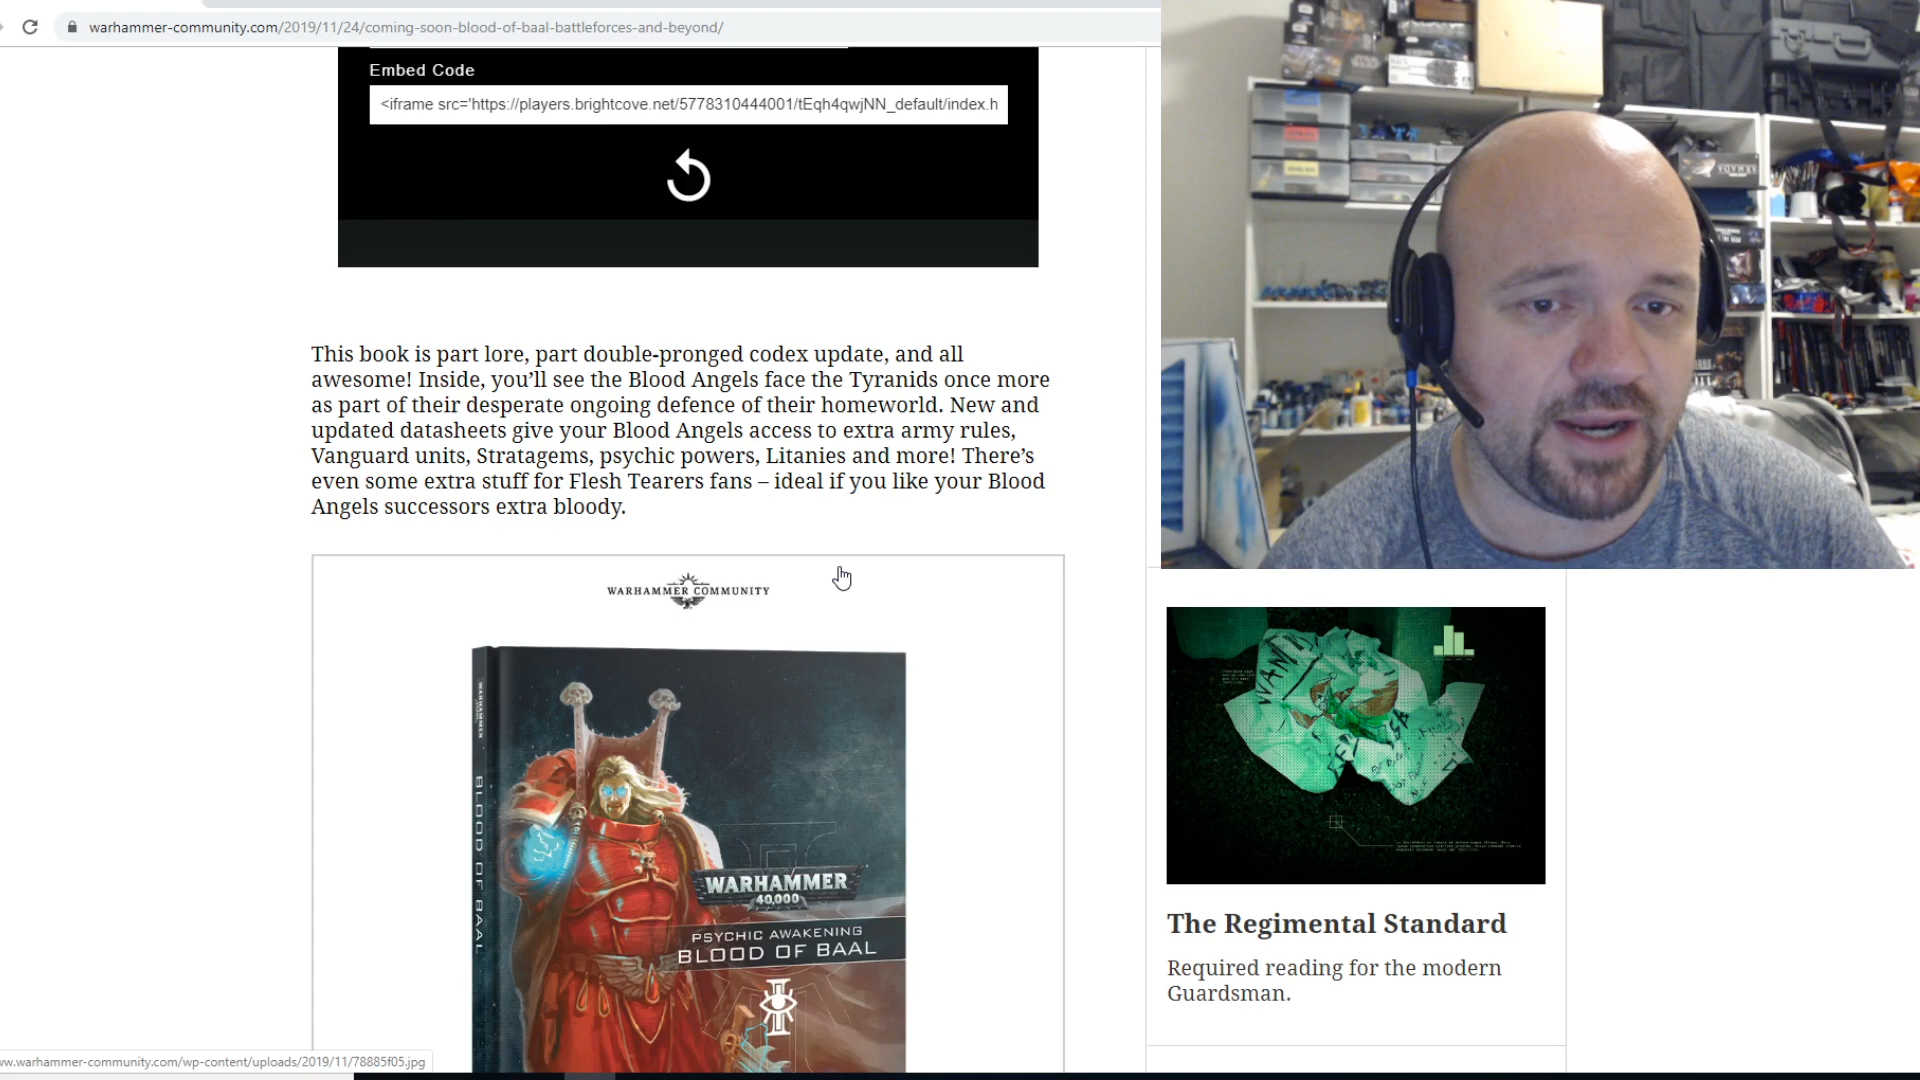 warhammer-community.com/2019/11/24/coming-soon-blood-of-baal-battleforces-and-beyond/
Embed Code
<iframe src='https://players.brightcove.net/5778310444001/tEqh4qwjNN_default/index.h
This book is part lore, part double-pronged codex update, and all
awesome! Inside, you’ll see the Blood Angels face the Tyranids once more
as part of their desperate ongoing defence of their homeworld. New and
updated datasheets give your Blood Angels access to extra army rules,
Vanguard units, Stratagems, psychic powers, Litanies and more! There’s
even some extra stuff for Flesh Tearers fans – ideal if you like your Blood
Angels successors extra bloody.
WARHAMMER COMMUNITY
WARHAMMER
BLOOD OF BAAL
WARHAMMER
40,000
PSYCHIC AWAKENING
BLOOD OF BAAL
The Regimental Standard
Required reading for the modern
Guardsman.
w.warhammer-community.com/wp-content/uploads/2019/11/78885f05.jpg